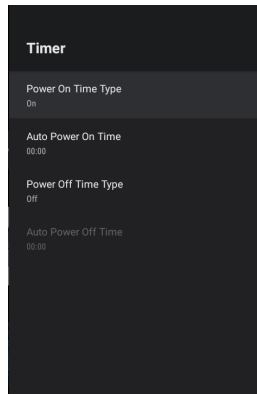 Timer
Power On Time Type
On
Auto Power On Time
00:00
Power Off Time Type
Off
Auto Power Off Time
00:00